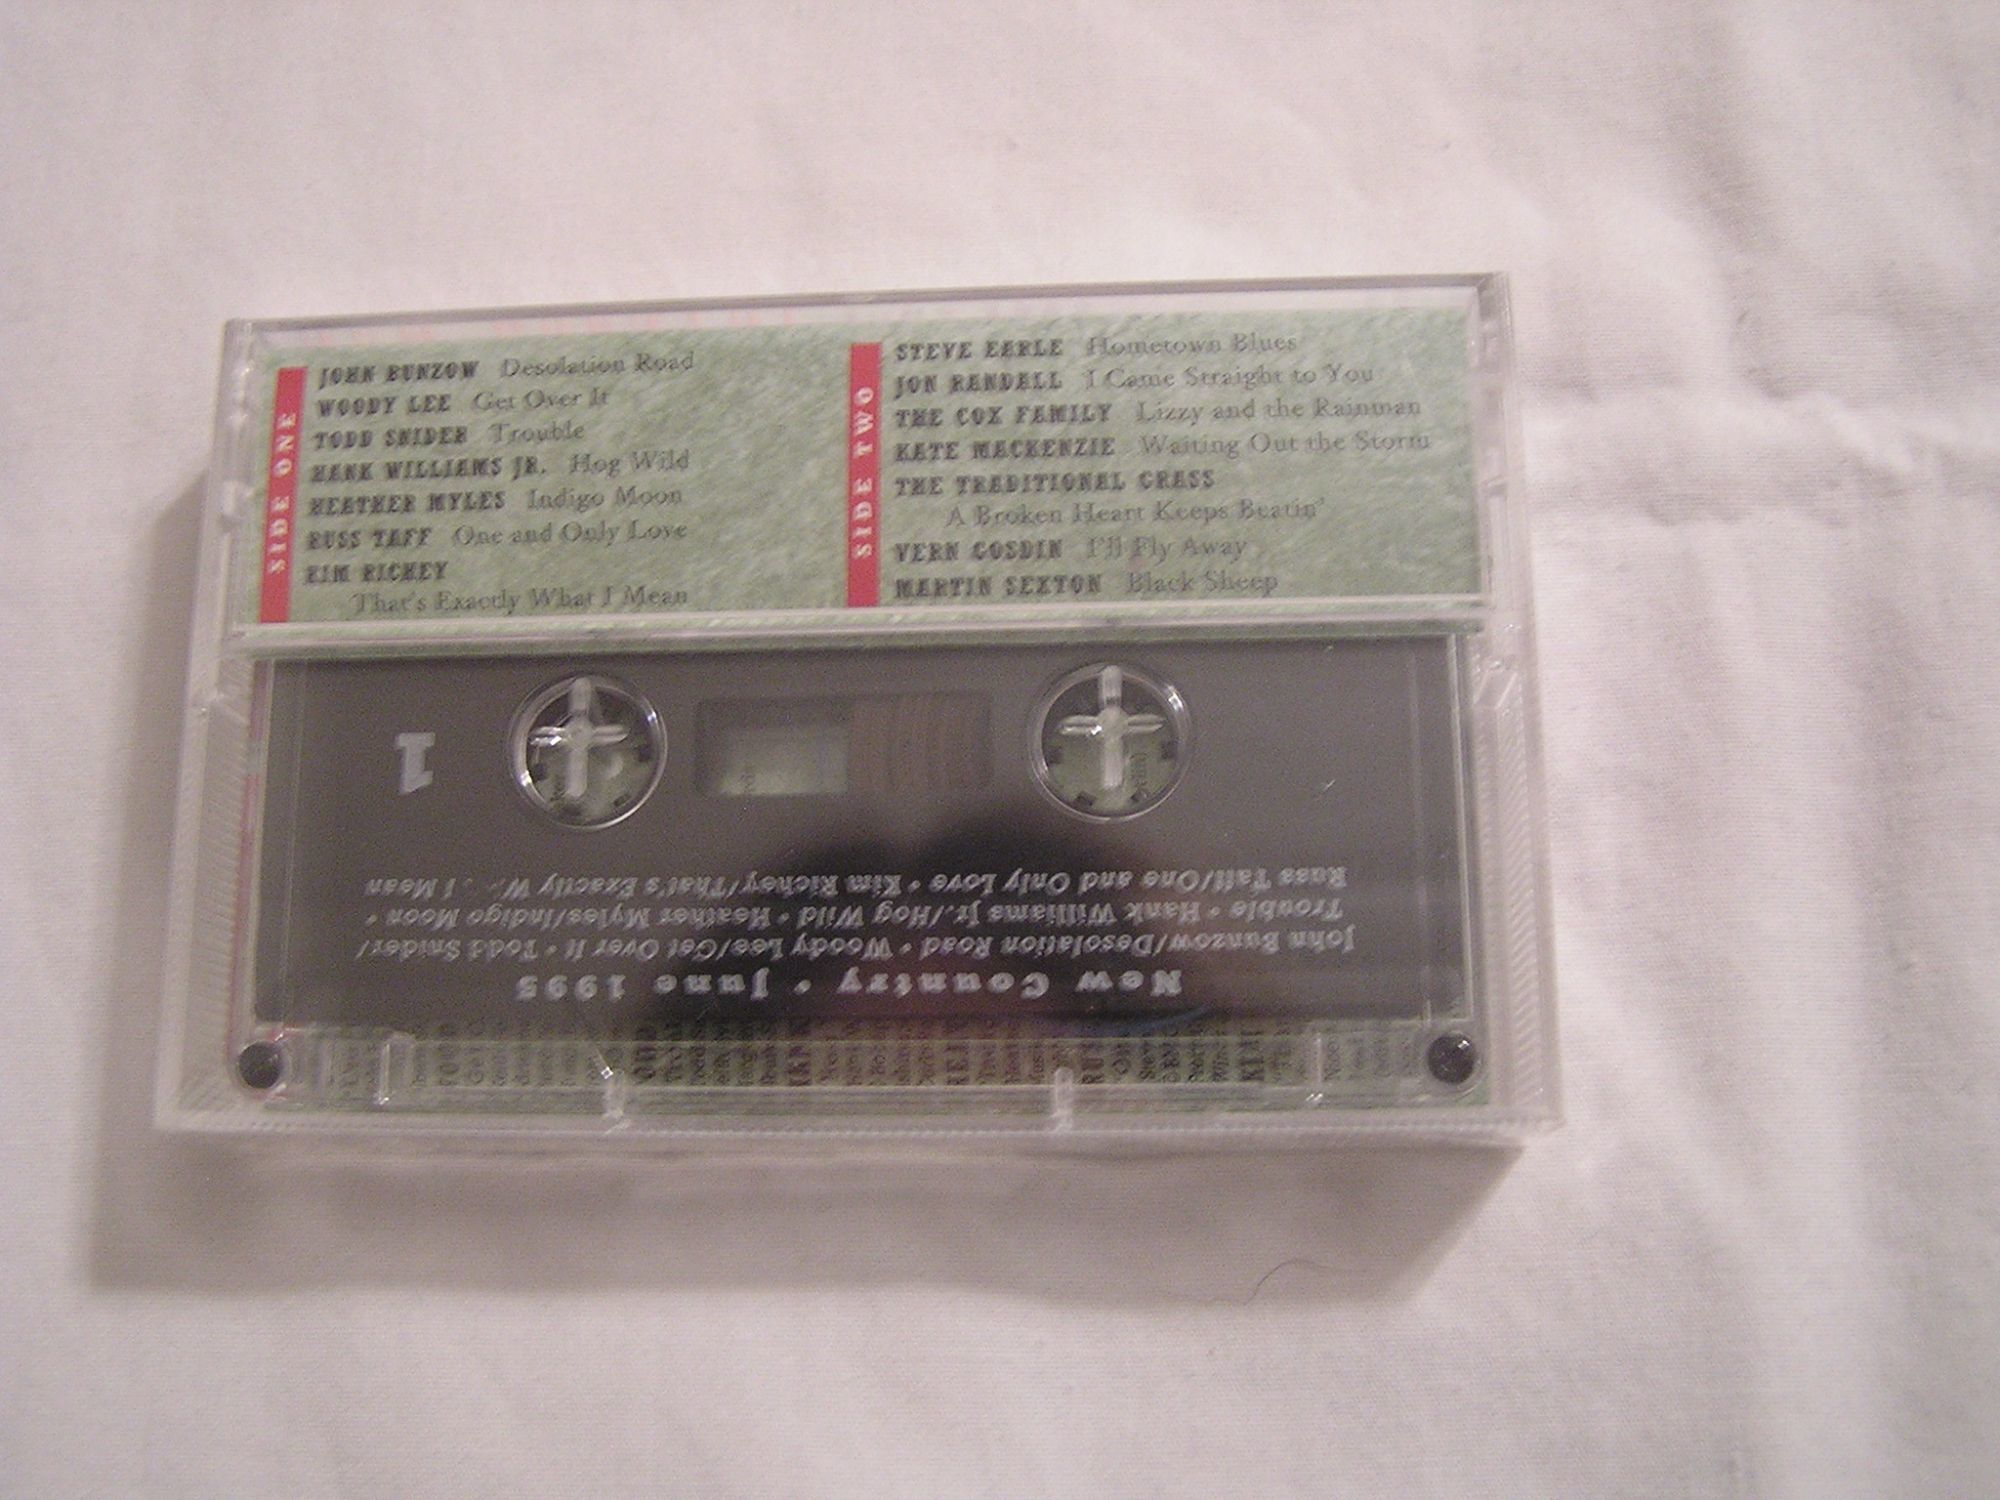 SIDE ONE
JOHN BUNZOW Desolation Road
WOODY LEE Get Over It
TODD SNIDER Trouble
HANK WILLIAMS JR. Hog Wild
HEATHER MYLES Indigo Moon
RUSS TAFF One and Only Love
KIM RICHEY
That's Exactly What I Mean
SIDE TWO
STEVE EARLE Hometown Blues
JON RANDALL I Came Straight to You
THE COX FAMILY Lizzy and the Rainman
KATE MACKENZIE Waiting Out the Storm
THE TRADITIONAL GRASS
A Broken Heart Keeps Beatin'
VERN GOSDIN I'll Fly Away
MARTIN SEXTON Black Sheep
1
New Country • June 1995
John Bunzow/Desolation Road • Woody Lee/Get Over It • Todd Snider/
Trouble • Hank Williams Jr./Hog Wild • Heather Myles/Indigo Moon •
Russ Taff/One and Only Love • Kim Richey/That's Exactly I Mean